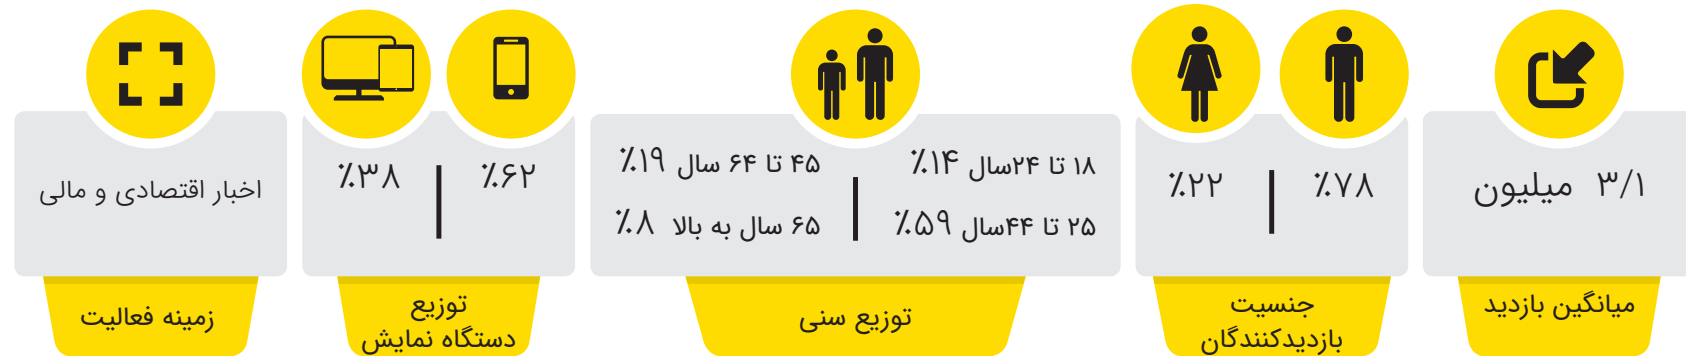 ۳/۱ میلیون
میانگین بازدید
٪۷۸
٪۲۲
جنسیت
بازدیدکنندگان
۱۸ تا ۲۴سال ٪۱۴
۲۵ تا ۴۴سال ٪۵۹
۴۵ تا ۶۴ سال ٪۱۹
۶۵ سال به بالا ٪۸
توزیع سنی
٪۶۲
٪۳۸
توزیع
دستگاه نمایش
اخبار اقتصادی و مالی
زمینه فعالیت